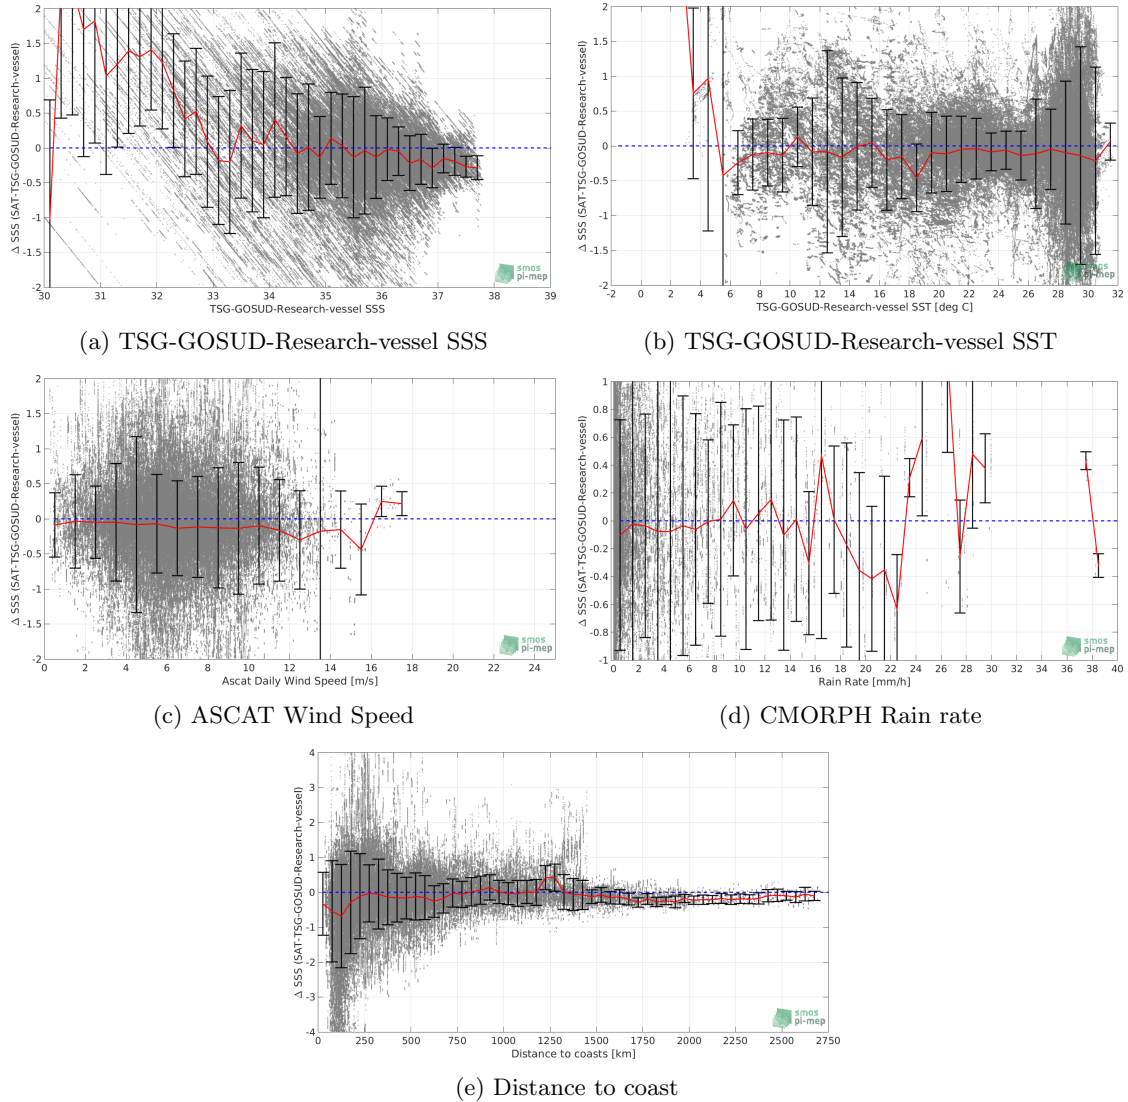 2
1.5
1
0.5
0
-0.5
-1
-1.5
-2
Δ SSS (SAT-TSG-GOSUD-Research-vessel)
30 31 32 33 34 35 36 37 38 39
TSG-GOSUD-Research-vessel SSS
smos
pi-mep
(a) TSG-GOSUD-Research-vessel SSS
2
1.5
1
0.5
0
-0.5
-1
-1.5
-2
Δ SSS (SAT-TSG-GOSUD-Research-vessel)
-2 0 2 4 6 8 10 12 14 16 18 20 22 24 26 28 30 32
TSG-GOSUD-Research-vessel SST [deg C]
smos
pi-mep
(b) TSG-GOSUD-Research-vessel SST
2
1.5
1
0.5
0
-0.5
-1
-1.5
-2
Δ SSS (SAT-TSG-GOSUD-Research-vessel)
0 2 4 6 8 10 12 14 16 18 20 22 24
Ascat Daily Wind Speed [m/s]
smos
pi-mep
(c) ASCAT Wind Speed
1
0.8
0.6
0.4
0.2
0
-0.2
-0.4
-0.6
-0.8
-1
Δ SSS (SAT-TSG-GOSUD-Research-vessel)
0 2 4 6 8 10 12 14 16 18 20 22 24 26 28 30 32 34 36 38 40
Rain Rate [mm/h]
smos
pi-mep
(d) CMORPH Rain rate
4
3
2
1
0
-1
-2
-3
-4
Δ SSS (SAT-TSG-GOSUD-Research-vessel)
0 250 500 750 1000 1250 1500 1750 2000 2250 2500 2750
Distance to coasts [km]
smos
pi-mep
(e) Distance to coast